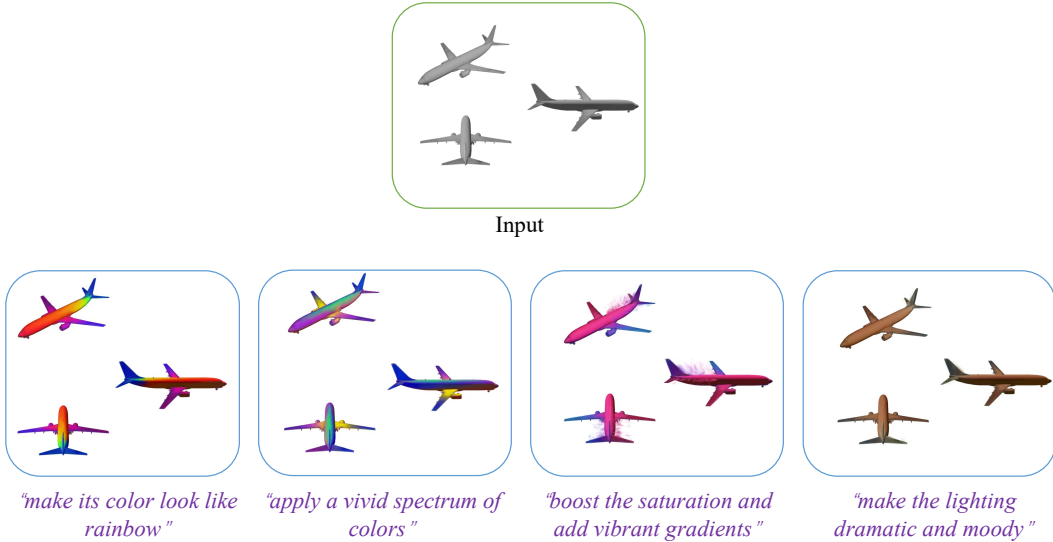 Input
"make its color look like
rainbow"
"apply a vivid spectrum of
colors"
"boost the saturation and
add vibrant gradients"
"make the lighting
dramatic and moody"